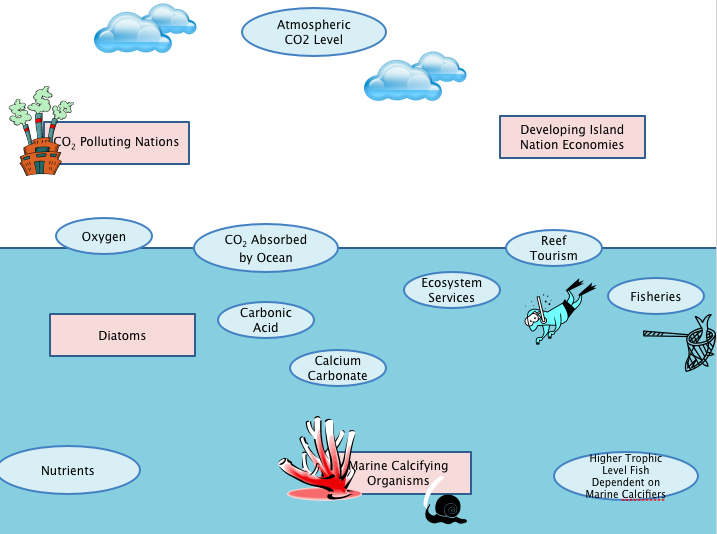 Atmospheric
CO2 Level
CO₂ Polluting Nations
Developing Island
Nation Economies
Oxygen
CO₂ Absorbed
by Ocean
Reef
Tourism
Ecosystem
Services
Fisheries
Carbonic
Acid
Diatoms
Calcium
Carbonate
Nutrients
Marine Calcifying
Organisms
Higher Trophic
Level Fish
Dependent on
Marine Calcifiers